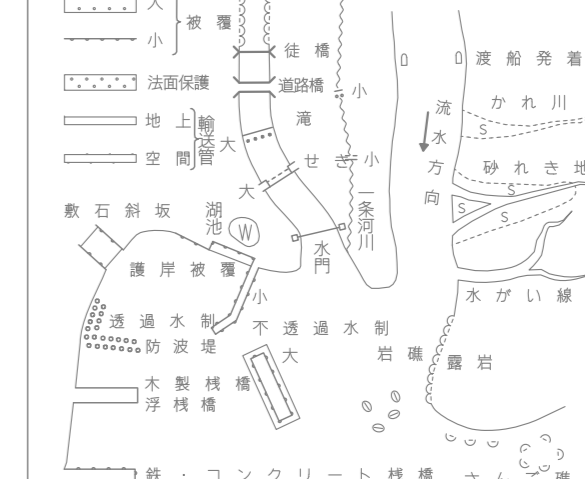 大
被覆
小
徒橋
渡船発着
法面保護
道路橋
小
地上
輸送管
空間
大
滝
流水方向
かれ川
S
せき
小
砂れき地
大
一条河川
S
S
S
敷石斜坂
湖池
W
水門
護岸被覆
小
水がい線
透過水制
不透過水制
防波堤
大
岩礁
露岩
木製桟橋
浮桟橋
鉄・コンクリート桟橋